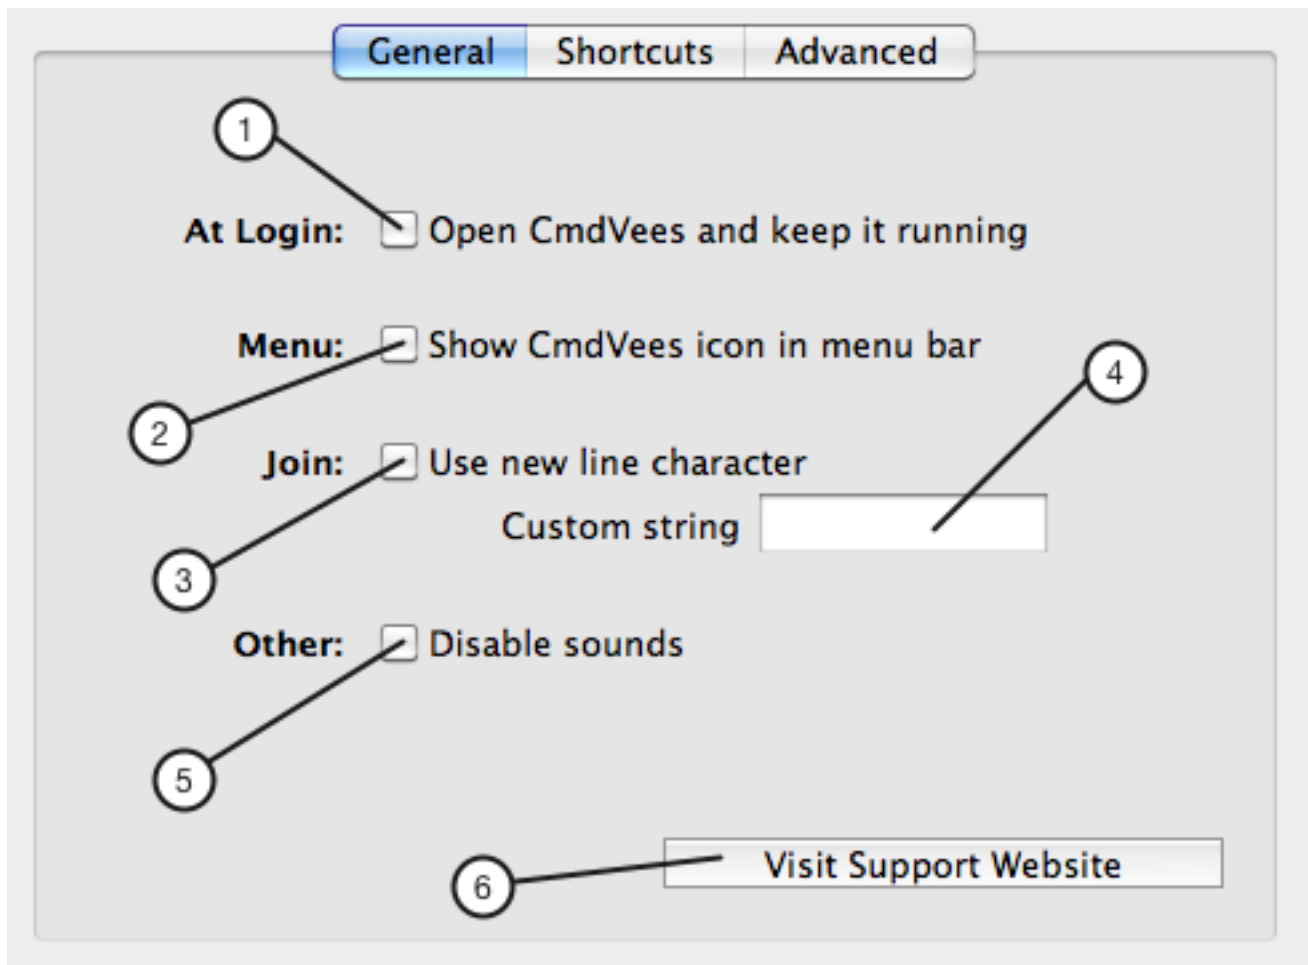 General Shortcuts Advanced
1
At Login: Open CmdVees and keep it running
Menu: Show CmdVees icon in menu bar
4
2
Join: Use new line character
Custom string
3
Other: Disable sounds
5
Visit Support Website
6